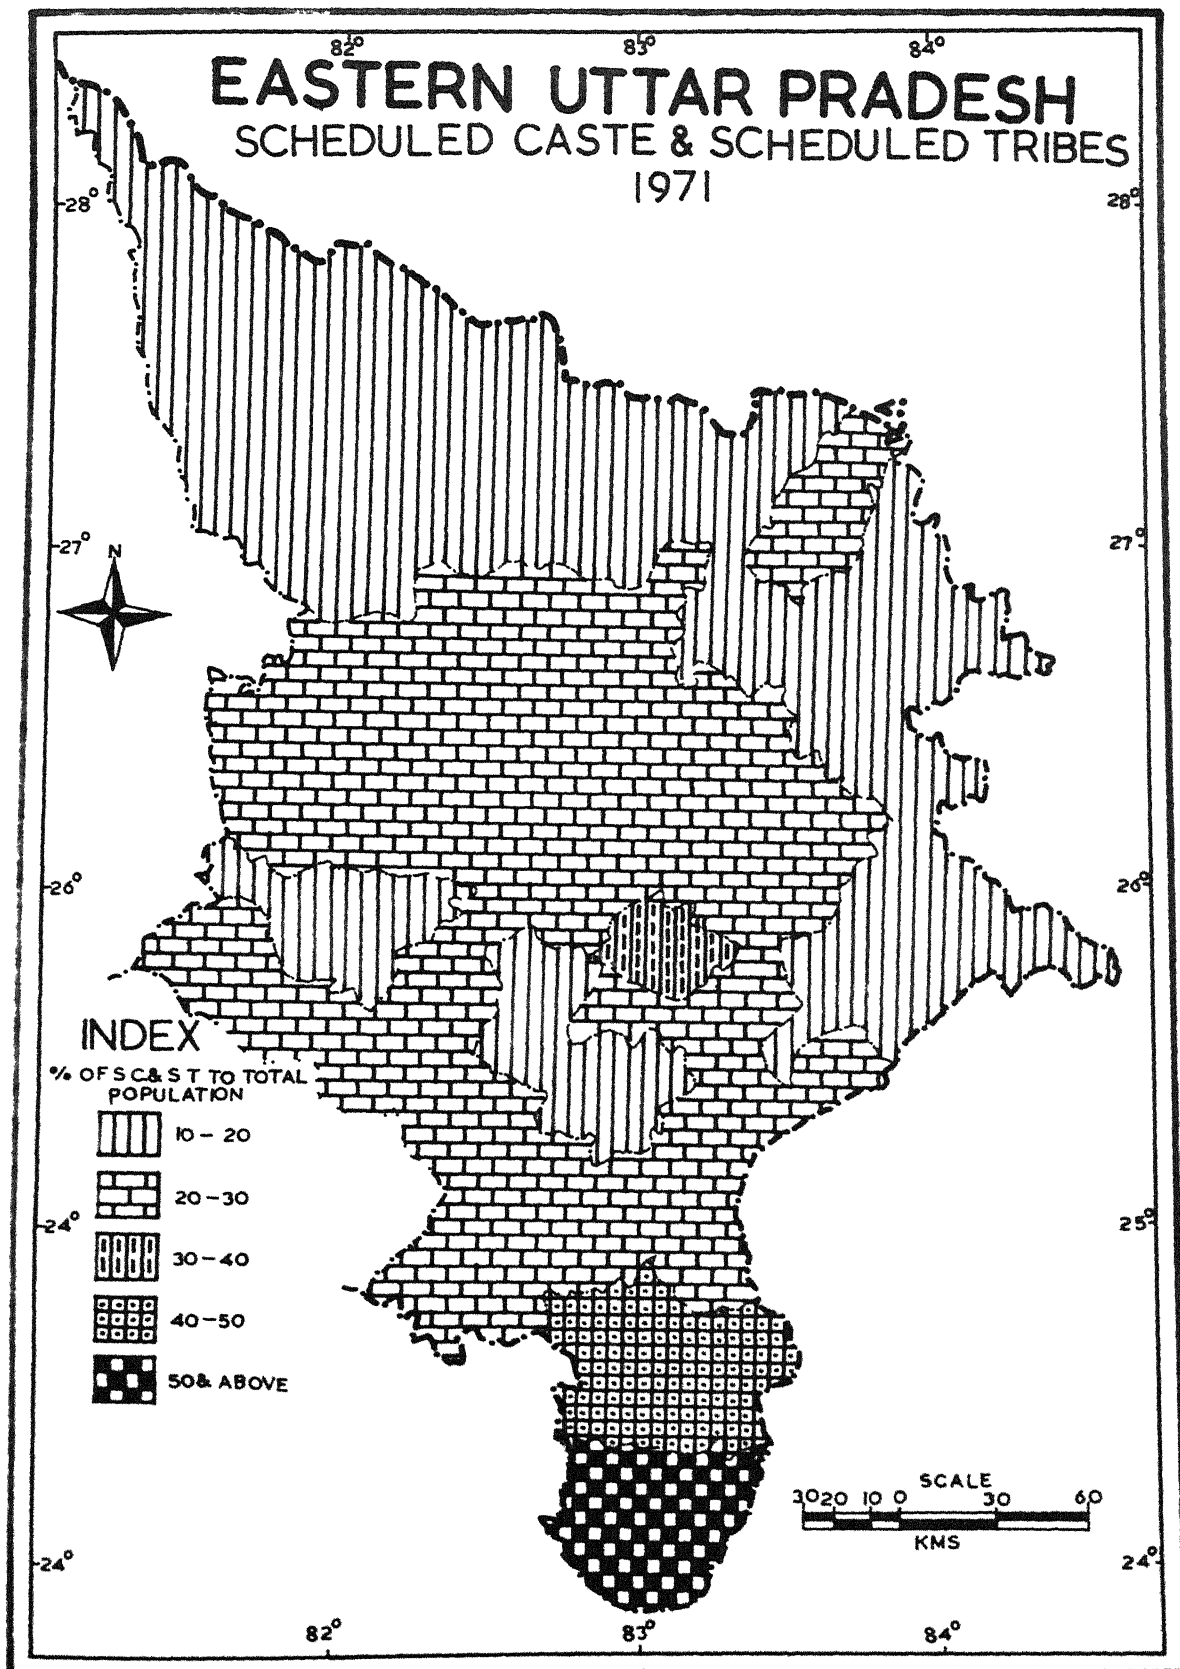 82° 83° 84°
EASTERN UTTAR PRADESH
SCHEDULED CASTE & SCHEDULED TRIBES
1971
28° 28°
27° 27°
N
26° 26°
INDEX
% OF S C & S T TO TOTAL
POPULATION
10 - 20
20 - 30
30 - 40
24° 25°
40 - 50
50 & ABOVE
SCALE
30 20 10 0 30 60
KMS
24° 24°
82° 83° 84°